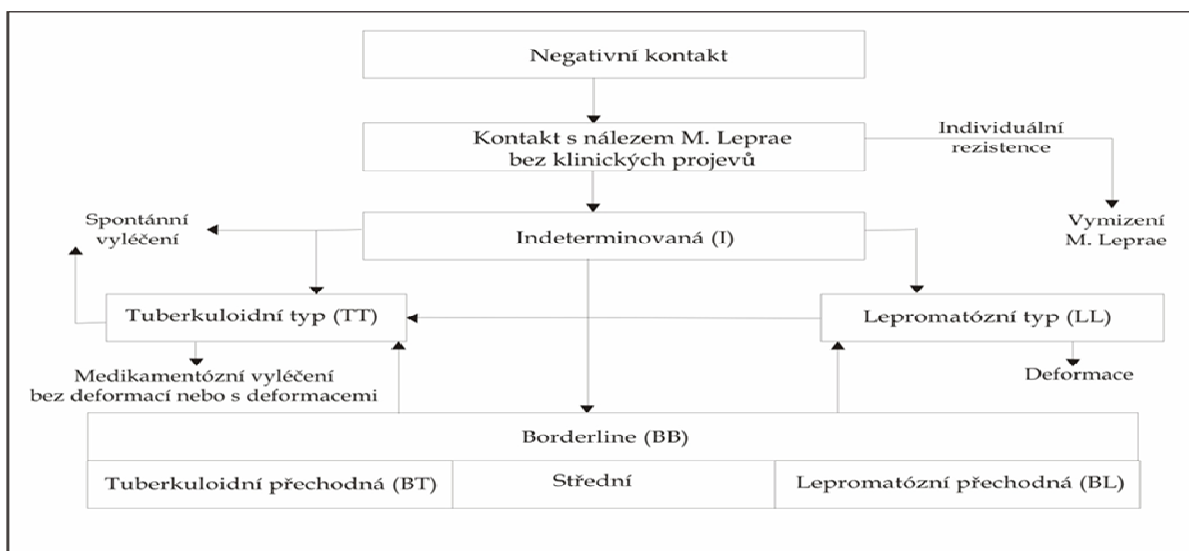 Negativní kontakt
Kontakt s nálezem M. Leprae
bez klinických projevů
Individuální
rezistence
Spontánní
vyléčení
Indeterminovaná (I)
Vymizení
M. Leprae
Tuberkuloidní typ (TT)
Lepromatózní typ (LL)
Medikamentózní vyléčení
bez deformací nebo s deformacemi
Deformace
Borderline (BB)
Tuberkuloidní přechodná (BT)
Střední
Lepromatózní přechodná (BL)